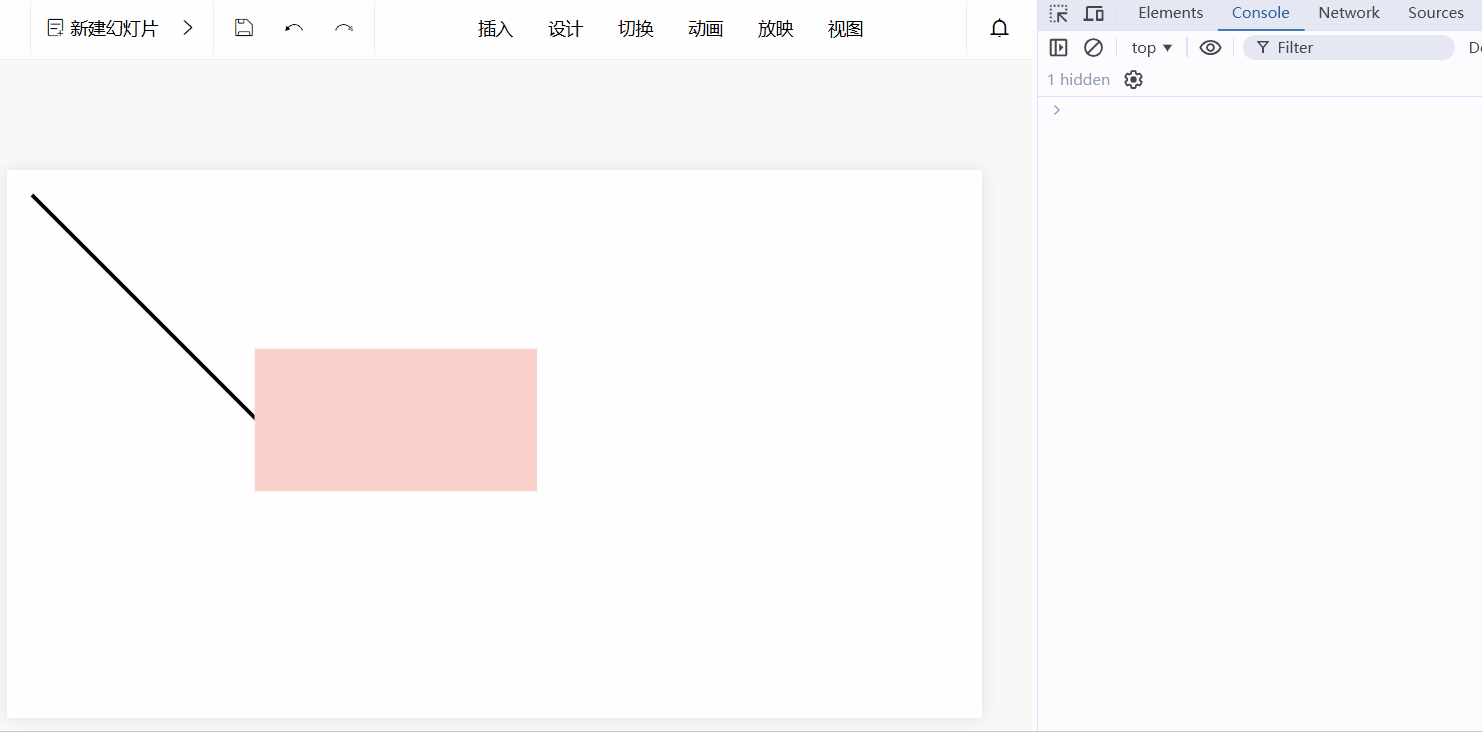 新建幻灯片 插入 设计 切换 动画 放映 视图
Elements Console Network Sources
top Filter De
1 hidden